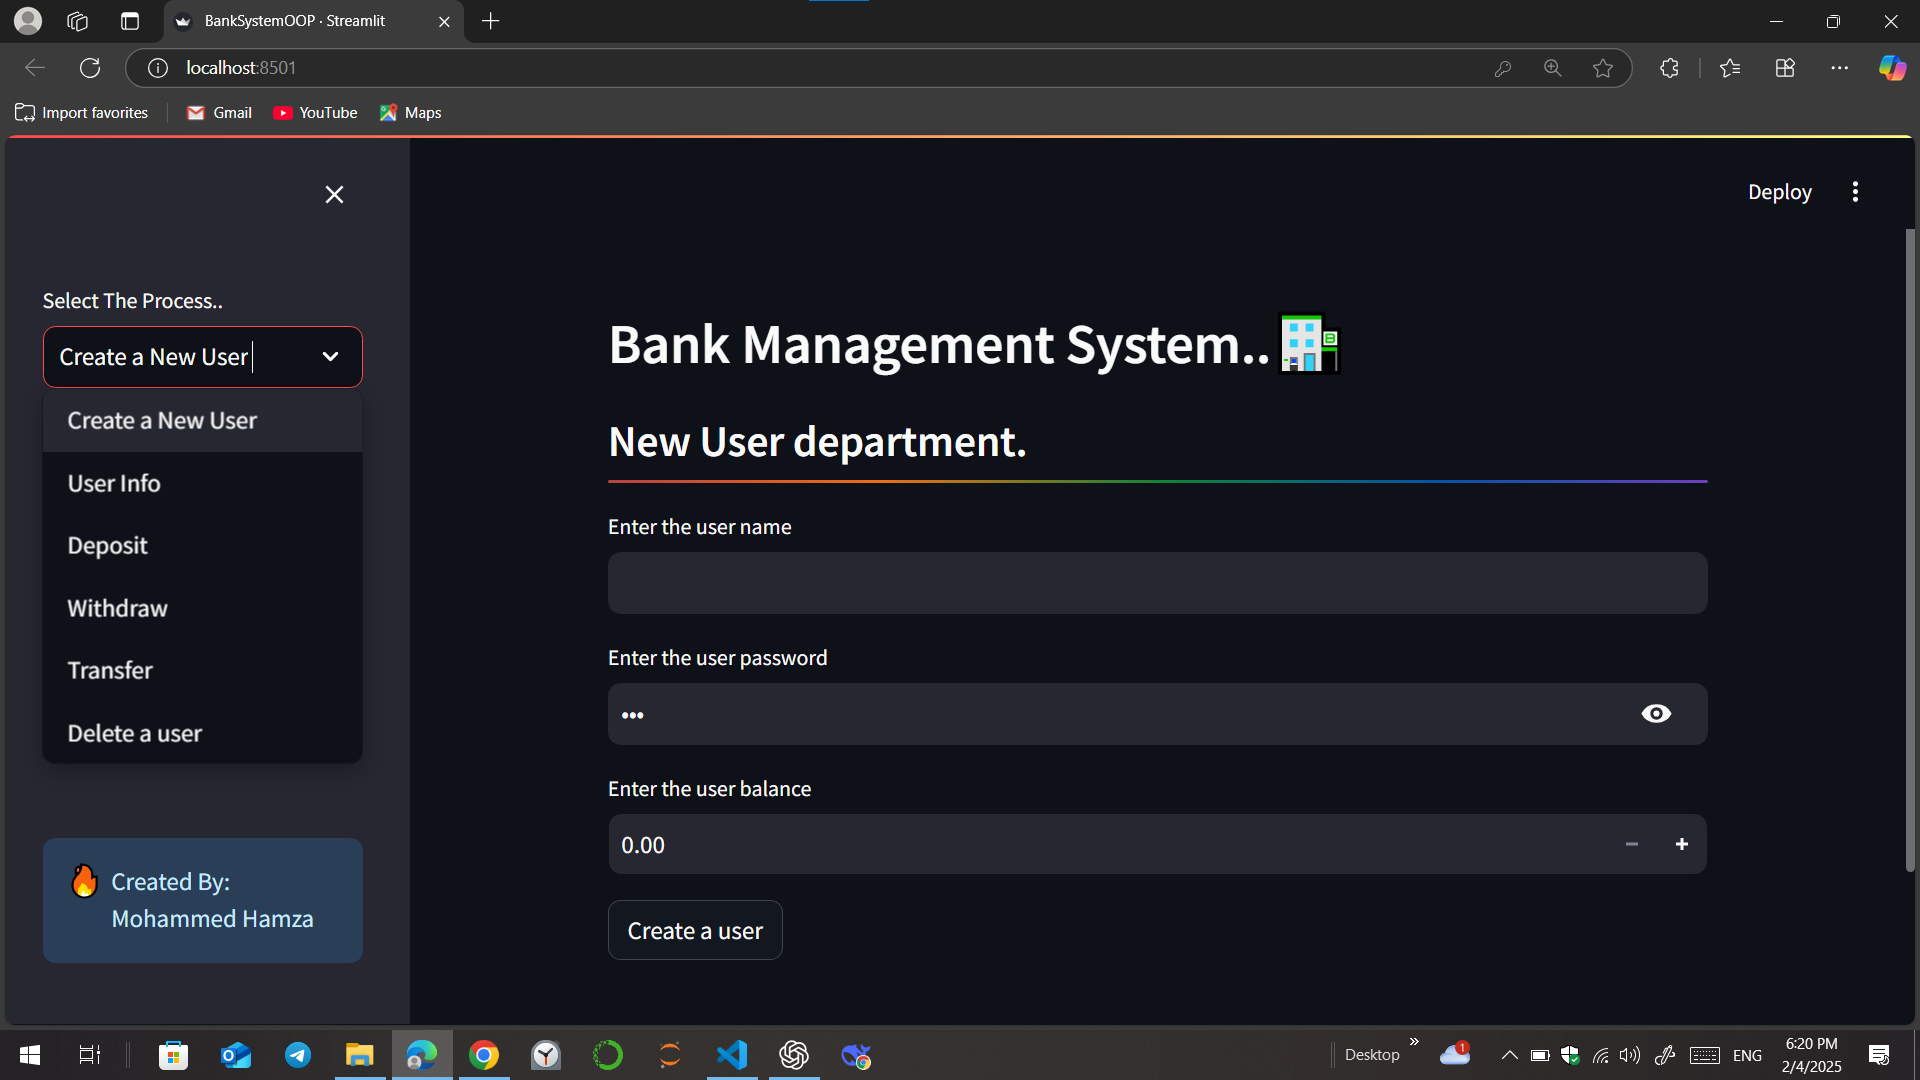 BankSystemOOP · Streamlit
localhost:8501
Import favorites
Gmail
YouTube
Maps
Deploy
Select The Process..
Create a New User
Create a New User
User Info
Deposit
Withdraw
Transfer
Delete a user
Created By:
Mohammed Hamza
Bank Management System..
New User department.
Enter the user name
Enter the user password
•••
Enter the user balance
0.00
Create a user
Desktop
1
ENG
6:20 PM
2/4/2025